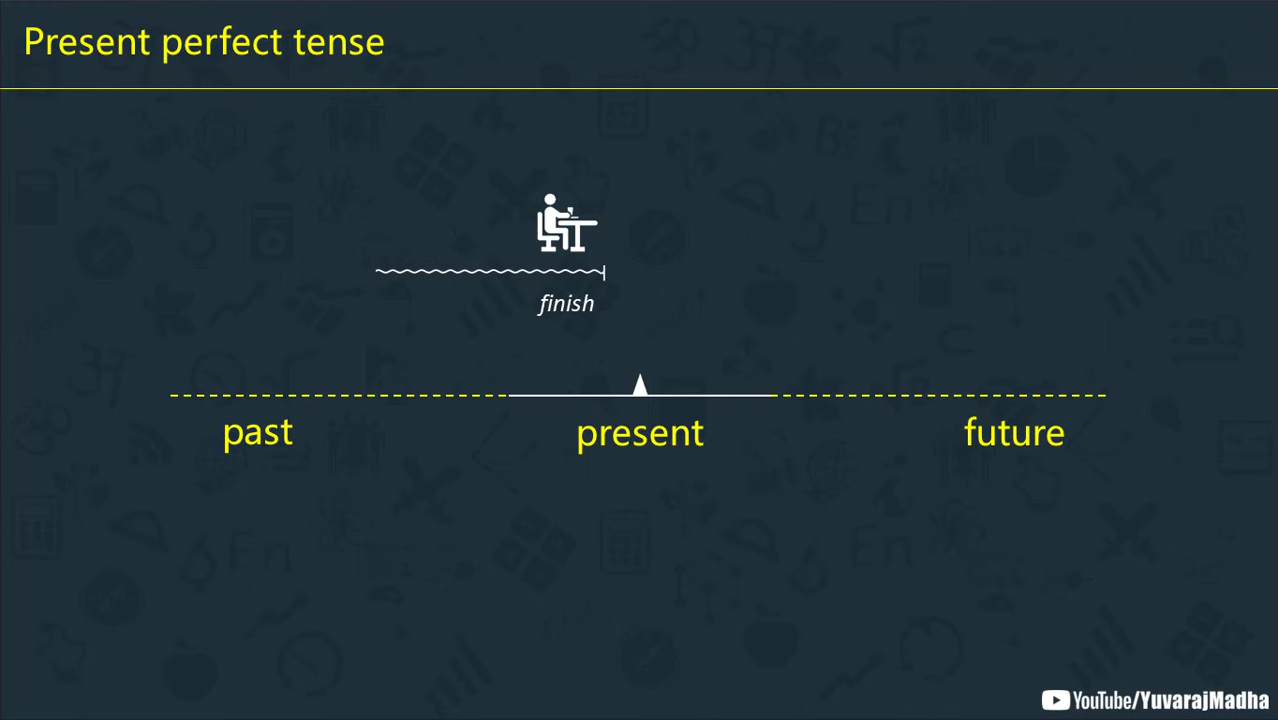 Present perfect tense
finish
past present future
YouTube/YuvarajMadha